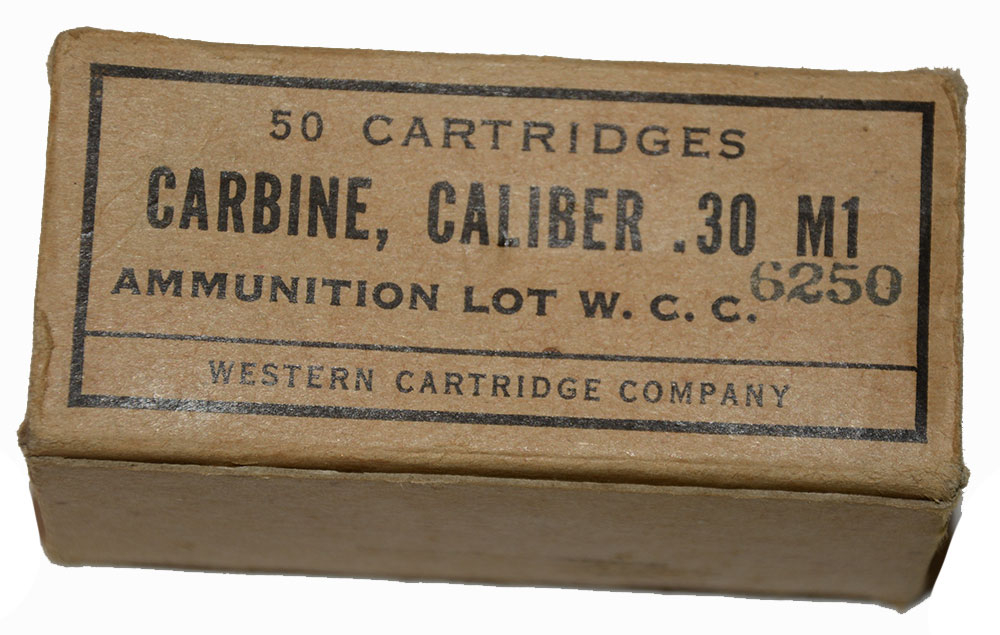 50 CARTRIDGES
CARBINE, CALIBER .30 M1
AMMUNITION LOT W. C. C. 6250
WESTERN CARTRIDGE COMPANY